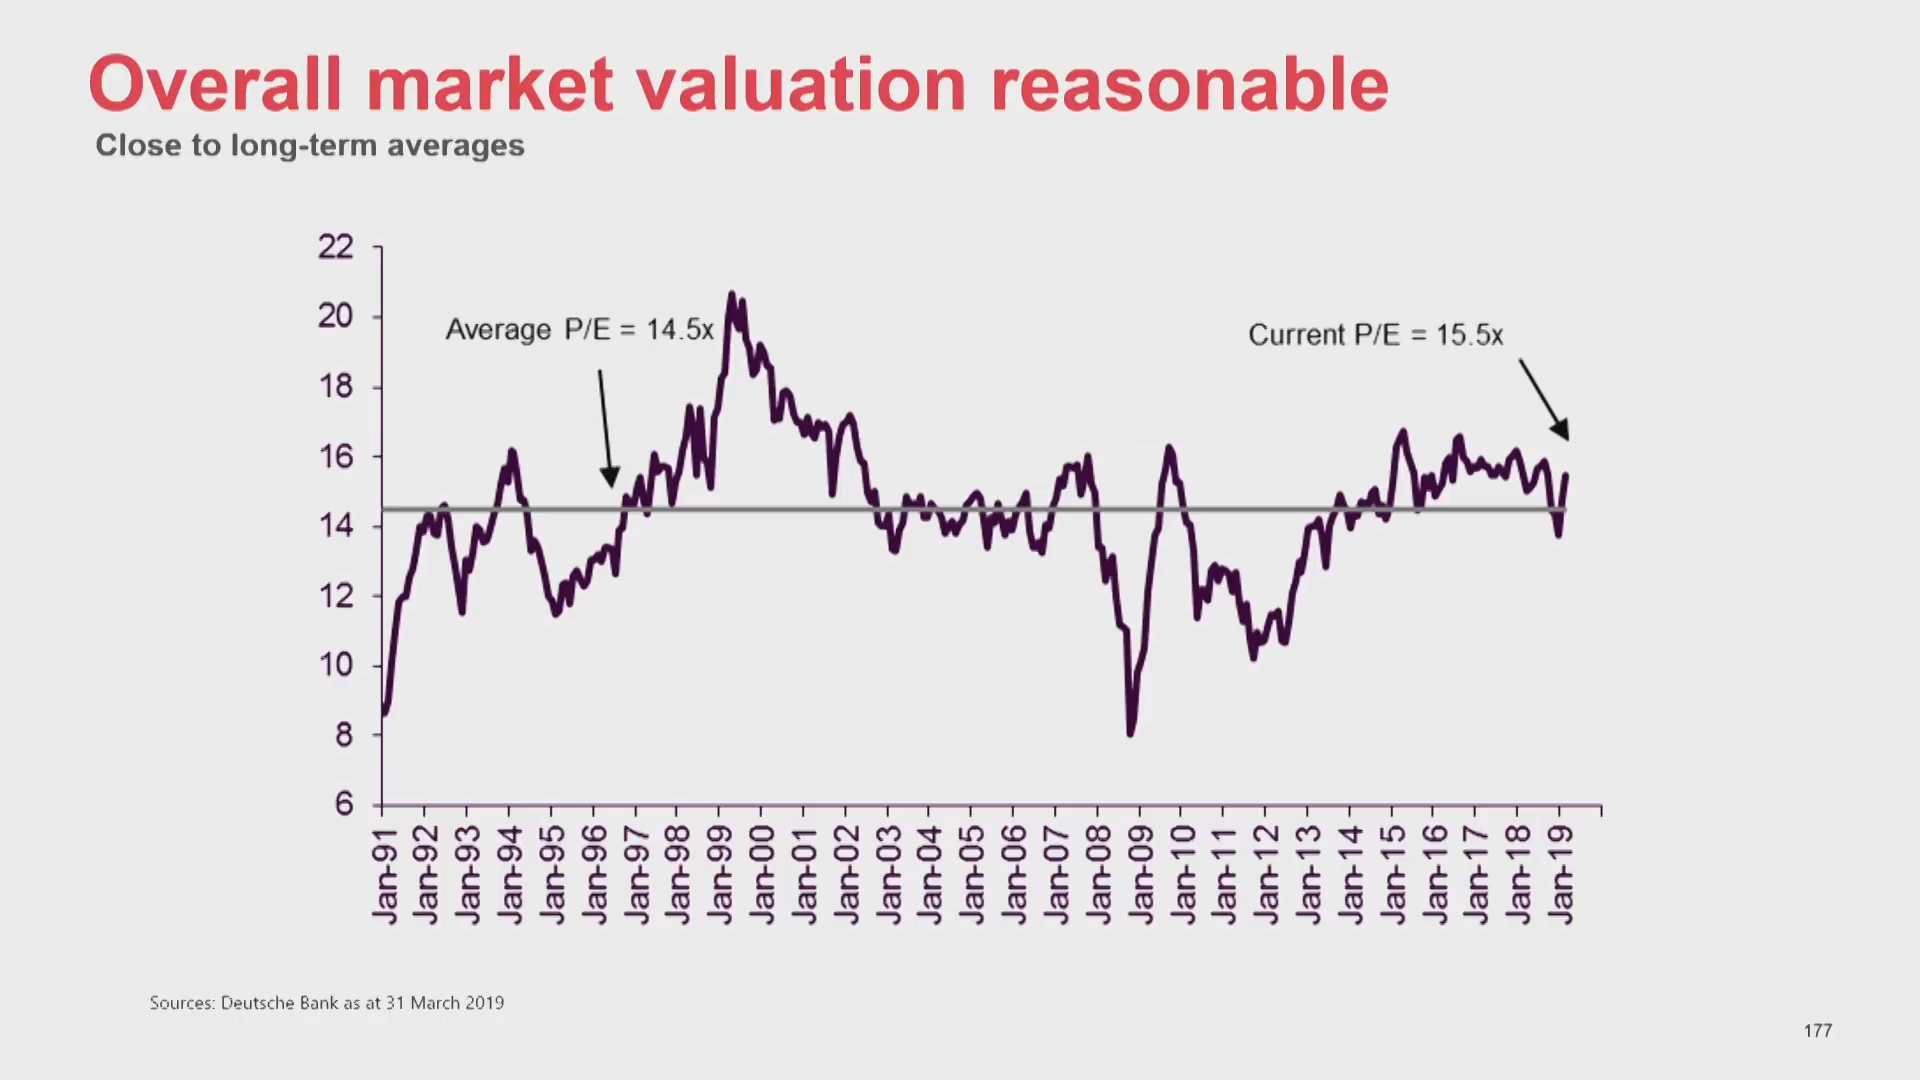 Overall market valuation reasonable
Close to long-term averages
22
20
18
16
14
12
10
8
6
Average P/E = 14.5x
Current P/E = 15.5x
Jan-91
Jan-92
Jan-93
Jan-94
Jan-95
Jan-96
Jan-97
Jan-98
Jan-99
Jan-00
Jan-01
Jan-02
Jan-03
Jan-04
Jan-05
Jan-06
Jan-07
Jan-08
Jan-09
Jan-10
Jan-11
Jan-12
Jan-13
Jan-14
Jan-15
Jan-16
Jan-17
Jan-18
Jan-19
Sources: Deutsche Bank as at 31 March 2019
177